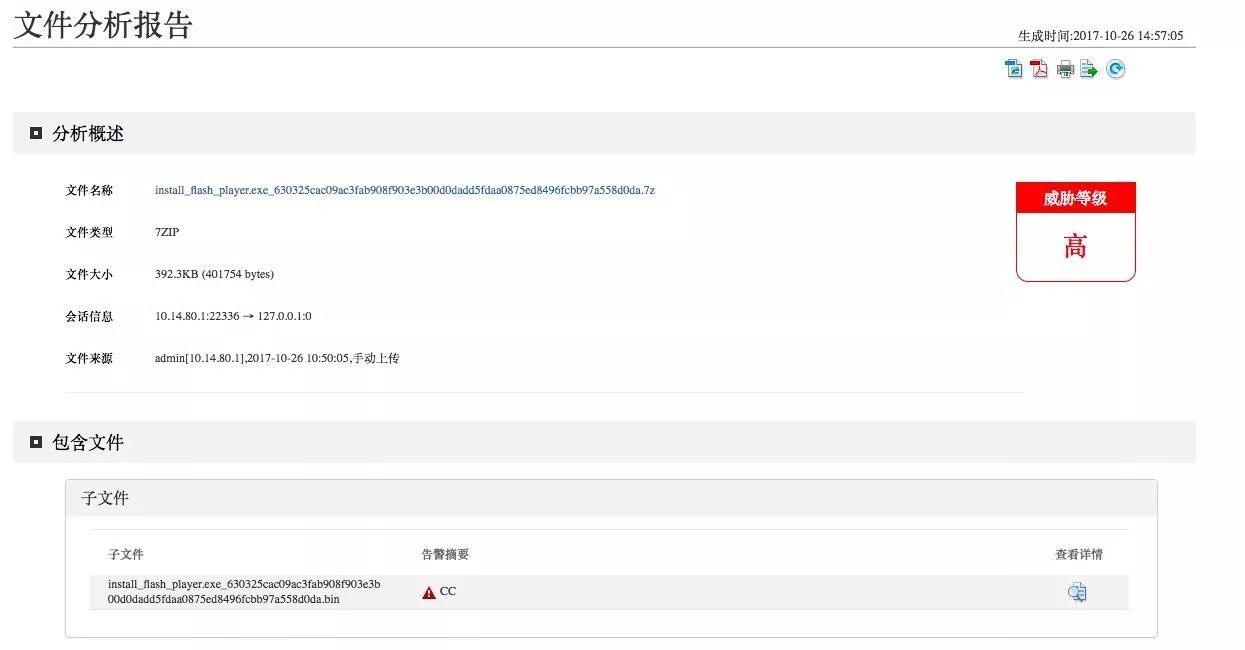 文件分析报告
生成时间:2017-10-26 14:57:05
分析概述
文件名称 install_flash_player.exe_630325cac09ac3fab908f903e3b00d0dadd5fdaa0875ed8496fcbb97a558d0da.7z
威胁等级
文件类型 7ZIP
高
文件大小 392.3KB (401754 bytes)
会话信息 10.14.80.1:22336 → 127.0.0.1:0
文件来源 admin[10.14.80.1],2017-10-26 10:50:05,手动上传
包含文件
子文件
子文件 告警摘要 查看详情
install_flash_player.exe_630325cac09ac3fab908f903e3b
00d0dadd5fdaa0875ed8496fcbb97a558d0da.bin
CC